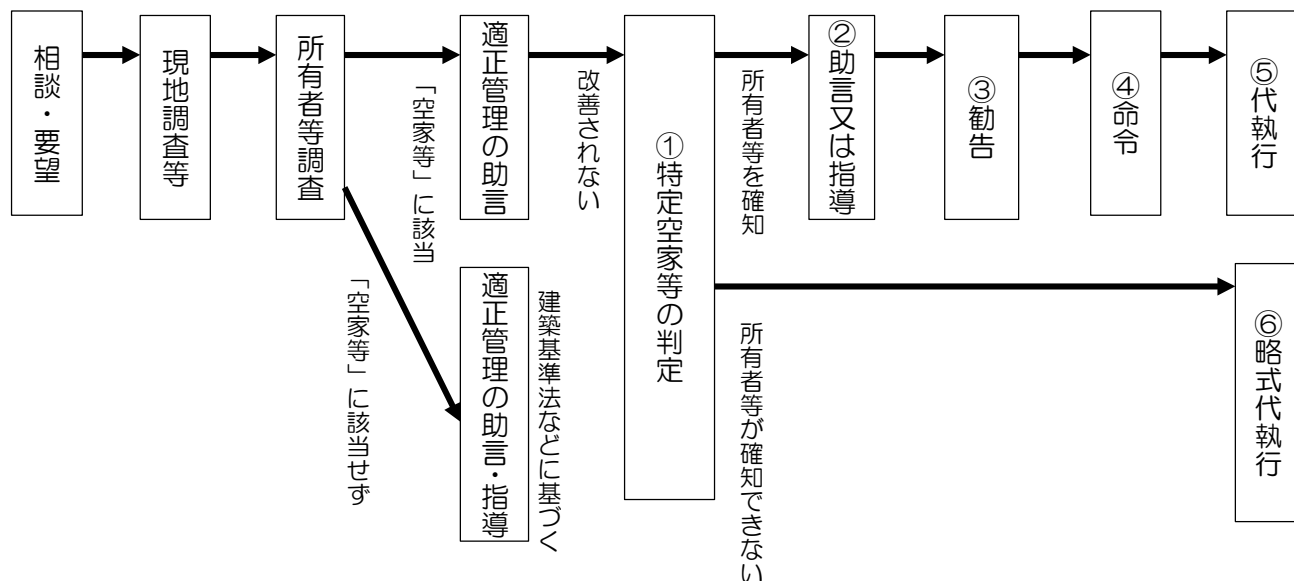 相談・要望
現地調査等
所有者等調査
「空家等」に該当
「空家等」に該当せず
適正管理の助言
建築基準法などに基づく
適正管理の助言・指導
改善されない
①特定空家等の判定
所有者等を確知
所有者等が確知できない
②助言又は指導
③勧告
④命令
⑤代執行
⑥略式代執行